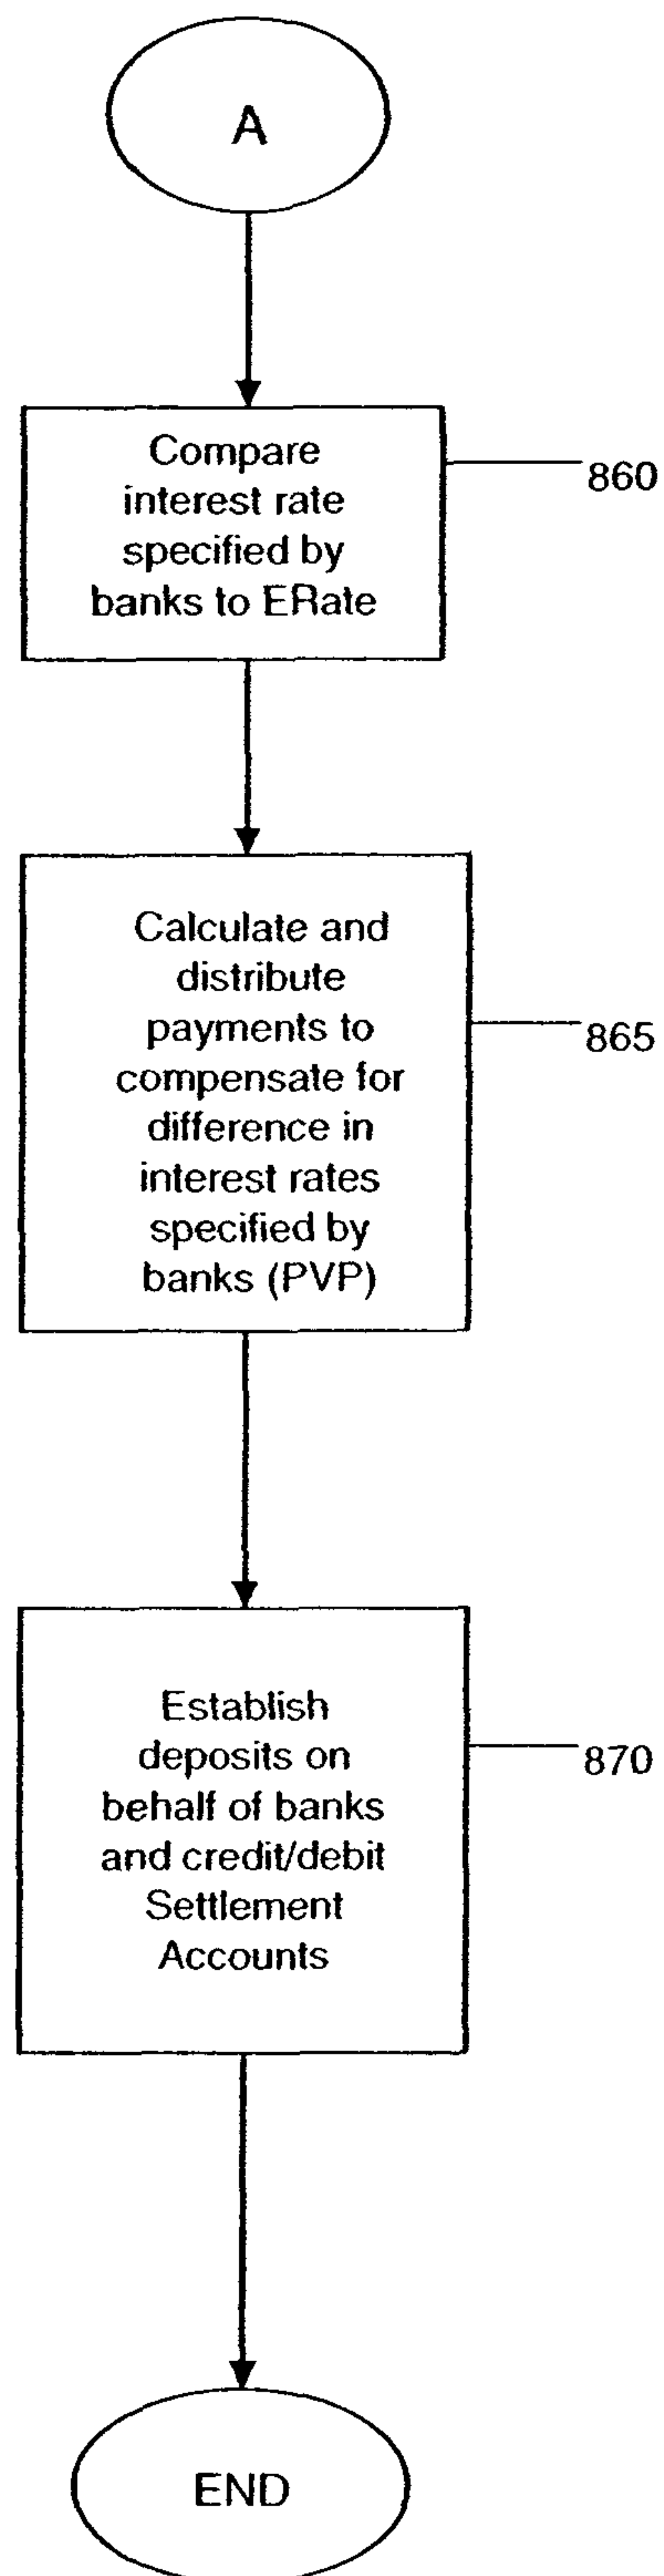 A
Compare
interest rate
specified by
banks to ERate
860
Calculate and
distribute
payments to
compensate for
difference in
interest rates
specified by
banks (PVP)
865
Establish
deposits on
behalf of banks
and credit/debit
Settlement
Accounts
870
END